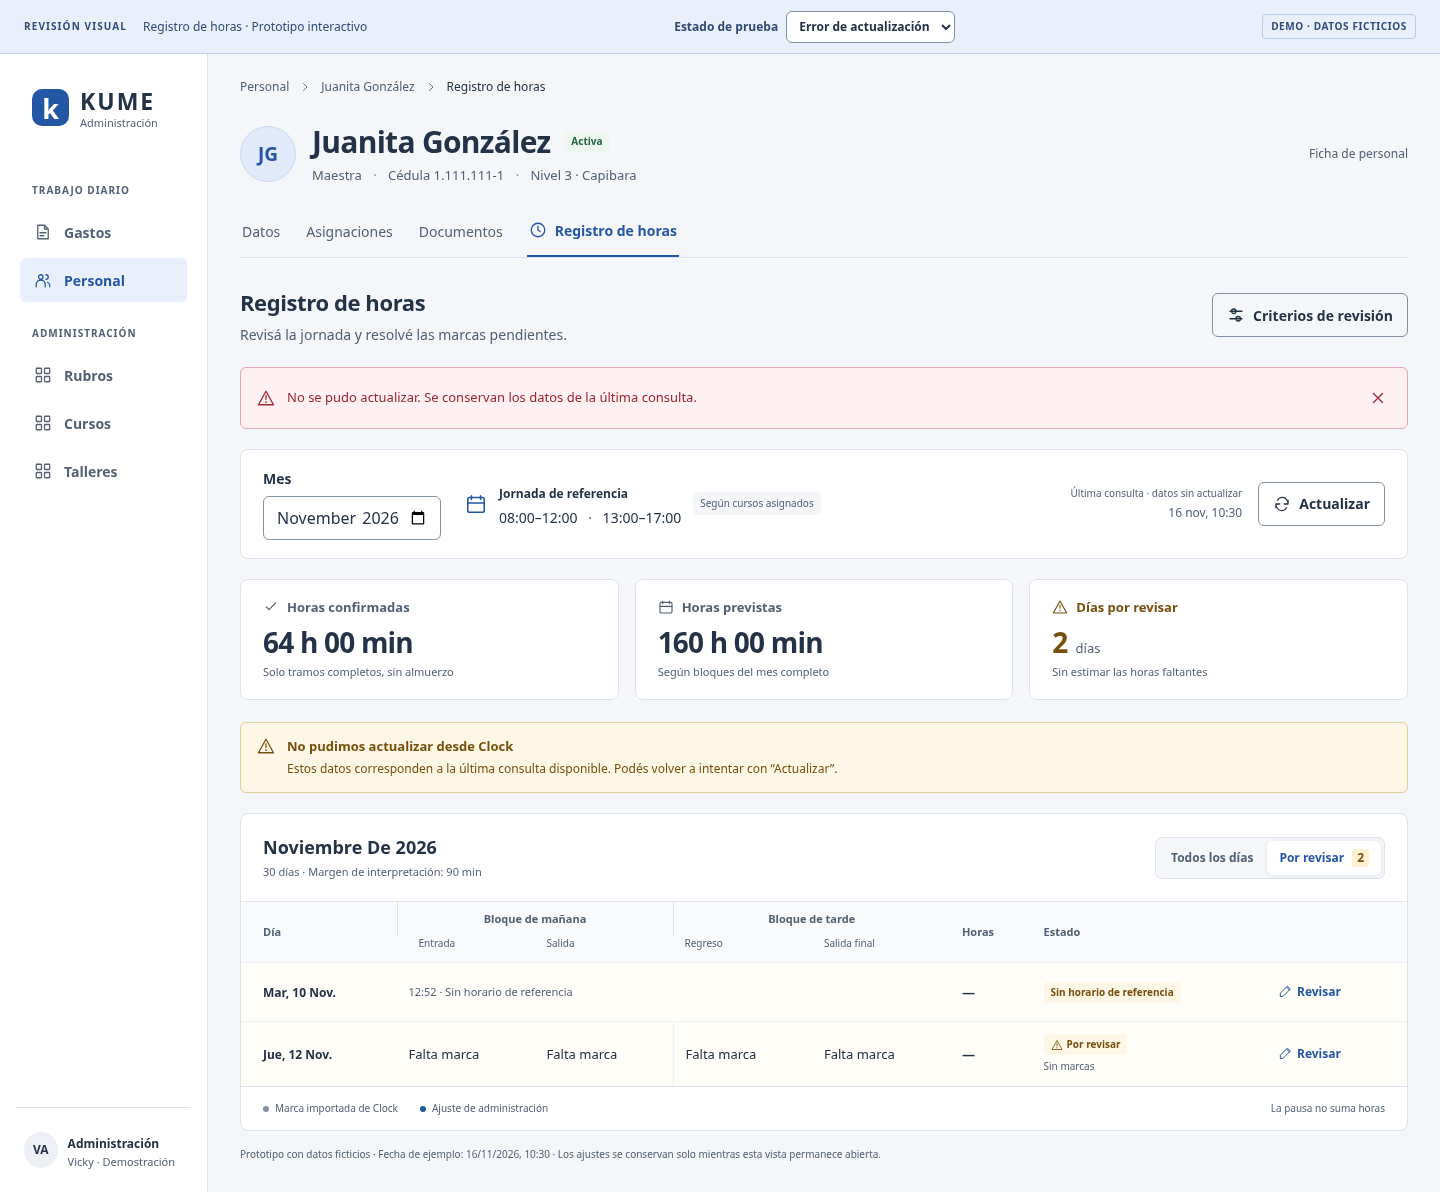 REVISIÓN VISUAL Registro de horas · Prototipo interactivo Estado de prueba Error de actualización DEMO · DATOS FICTICIOS
k KUME
Administración
TRABAJO DIARIO
Gastos
Personal
ADMINISTRACIÓN
Rubros
Cursos
Talleres
VA Administración
Vicky · Demostración
Personal > Juanita González > Registro de horas
JG Juanita González Activa
Maestra · Cédula 1.111.111-1 · Nivel 3 · Capibara
Ficha de personal
Datos Asignaciones Documentos Registro de horas
Registro de horas
Revisá la jornada y resolvé las marcas pendientes.
Criterios de revisión
No se pudo actualizar. Se conservan los datos de la última consulta.
Mes
November 2026
Jornada de referencia
08:00–12:00 · 13:00–17:00
Según cursos asignados
Última consulta · datos sin actualizar
16 nov, 10:30
Actualizar
Horas confirmadas
64 h 00 min
Solo tramos completos, sin almuerzo
Horas previstas
160 h 00 min
Según bloques del mes completo
Días por revisar
2 días
Sin estimar las horas faltantes
No pudimos actualizar desde Clock
Estos datos corresponden a la última consulta disponible. Podés volver a intentar con “Actualizar”.
Noviembre De 2026
30 días · Margen de interpretación: 90 min
Todos los días Por revisar 2
Día Bloque de mañana Bloque de tarde Horas Estado
Entrada Salida Regreso Salida final
Mar, 10 Nov. 12:52 · Sin horario de referencia — Sin horario de referencia Revisar
Jue, 12 Nov. Falta marca Falta marca Falta marca Falta marca — Por revisar Revisar
Sin marcas
Marca importada de Clock Ajuste de administración La pausa no suma horas
Prototipo con datos ficticios · Fecha de ejemplo: 16/11/2026, 10:30 · Los ajustes se conservan solo mientras esta vista permanece abierta.